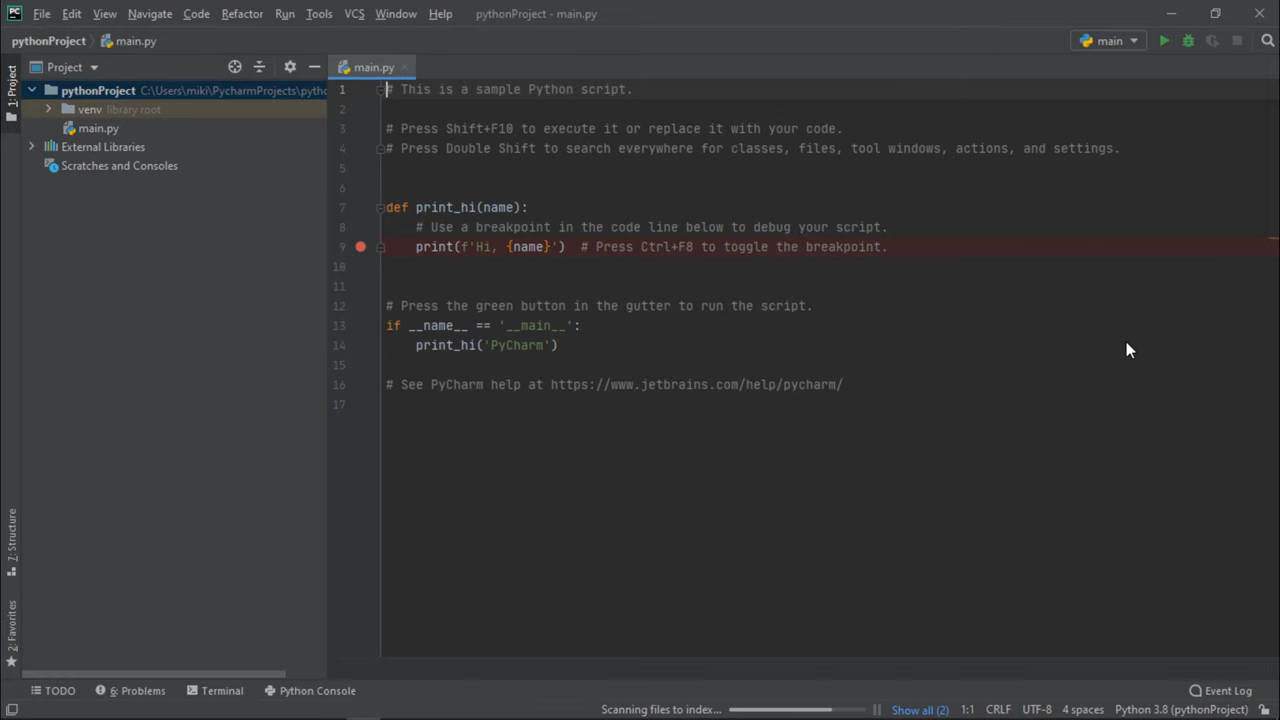 PC File Edit View Navigate Code Refactor Run Tools VCS Window Help pythonProject - main.py
pythonProject main.py main
Project main.py
1: Project
pythonProject C:\Users\miki\PycharmProjects\pytho
venv library root
main.py
External Libraries
Scratches and Consoles
1 # This is a sample Python script.
2
3 # Press Shift+F10 to execute it or replace it with your code.
4 # Press Double Shift to search everywhere for classes, files, tool windows, actions, and settings.
5
6
7 def print_hi(name):
8 # Use a breakpoint in the code line below to debug your script.
9 print(f'Hi, {name}') # Press Ctrl+F8 to toggle the breakpoint.
10
11
12 # Press the green button in the gutter to run the script.
13 if __name__ == '__main__':
14 print_hi('PyCharm')
15
16 # See PyCharm help at https://www.jetbrains.com/help/pycharm/
17
7: Structure
2: Favorites
TODO 6: Problems Terminal Python Console Event Log
Scanning files to index... Show all (2) 1:1 CRLF UTF-8 4 spaces Python 3.8 (pythonProject)